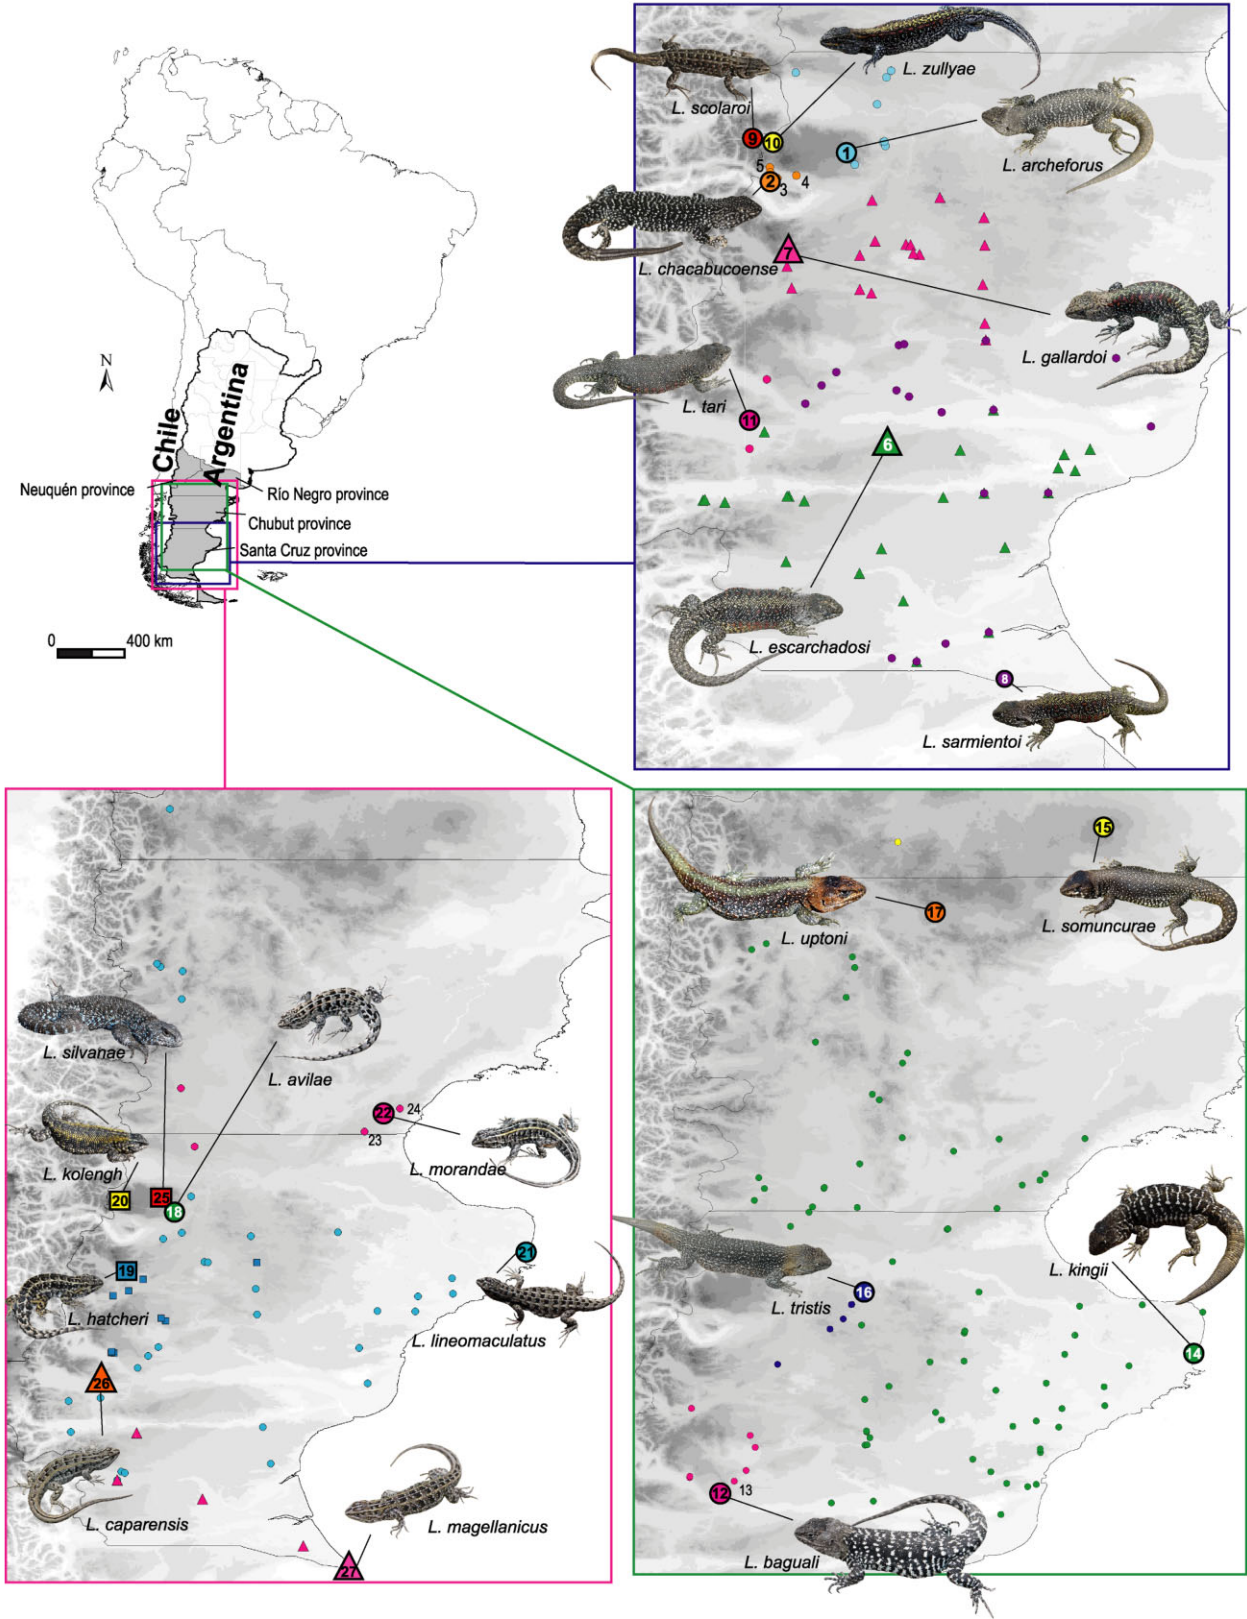 N
Chile
Argentina
Neuquén province
Río Negro province
Chubut province
Santa Cruz province
0 400 km
L. scolaroi
L. zullyae
L. archeforus
9
10
1
5
2
3
4
L. chacabucoense
7
L. gallardoi
L. tari
11
6
L. escarchadosi
8
L. sarmientoi
L. silvanae
L. avilae
22
24
23
L. kolengh
L. morandae
20
25
18
19
21
L. hatcheri
L. lineomaculatus
26
L. caparensis
L. magellanicus
27
15
17
L. uptoni
L. somuncurae
L. kingii
16
L. tristis
14
12
13
L. baguali